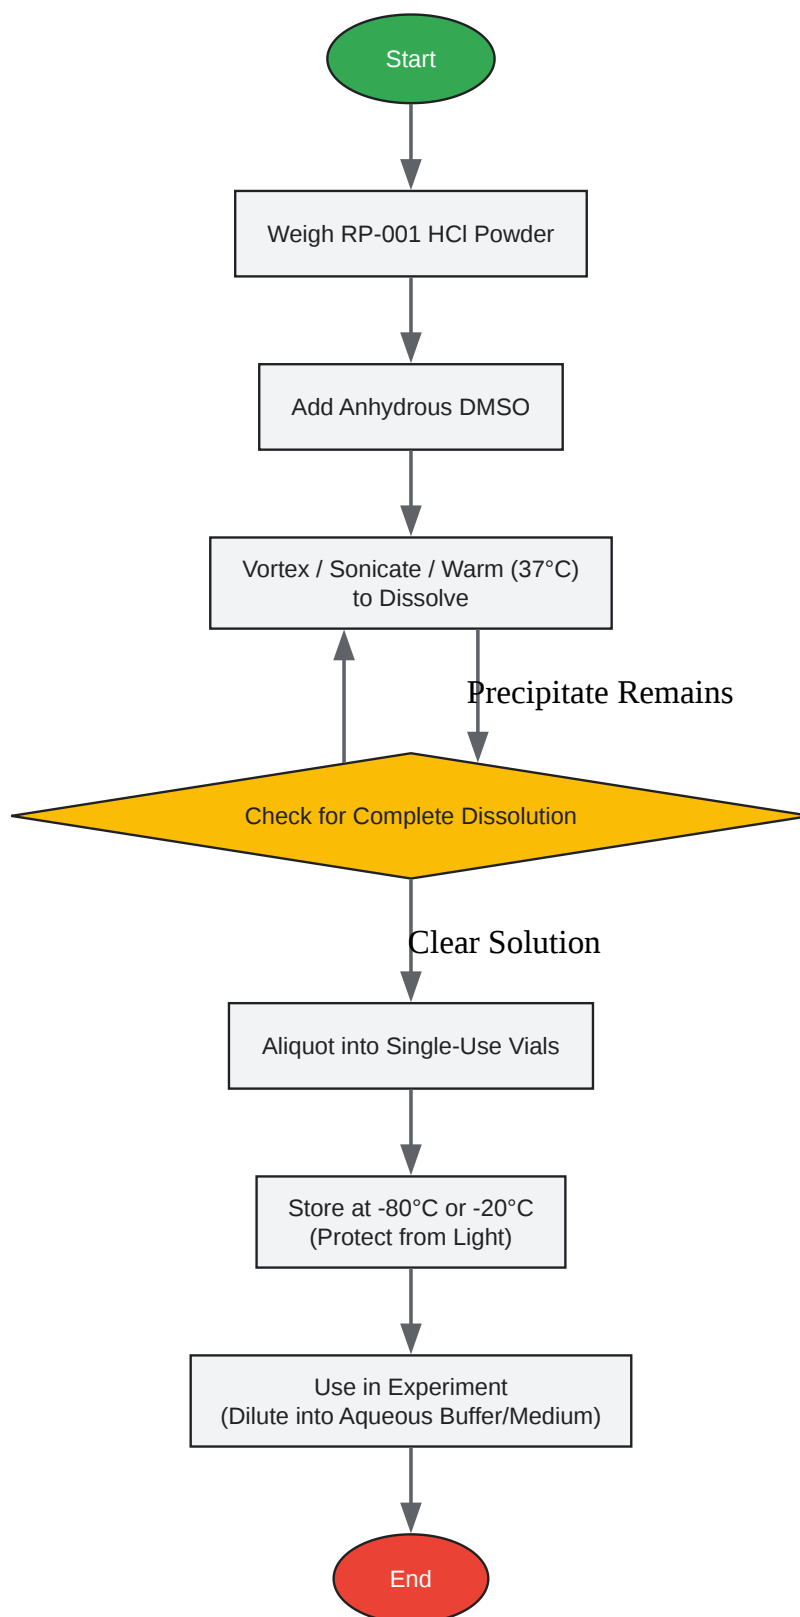 Start
Weigh RP-001 HCl Powder
Add Anhydrous DMSO
Vortex / Sonicate / Warm (37°C)
to Dissolve
Precipitate Remains
Check for Complete Dissolution
Clear Solution
Aliquot into Single-Use Vials
Store at -80°C or -20°C
(Protect from Light)
Use in Experiment
(Dilute into Aqueous Buffer/Medium)
End